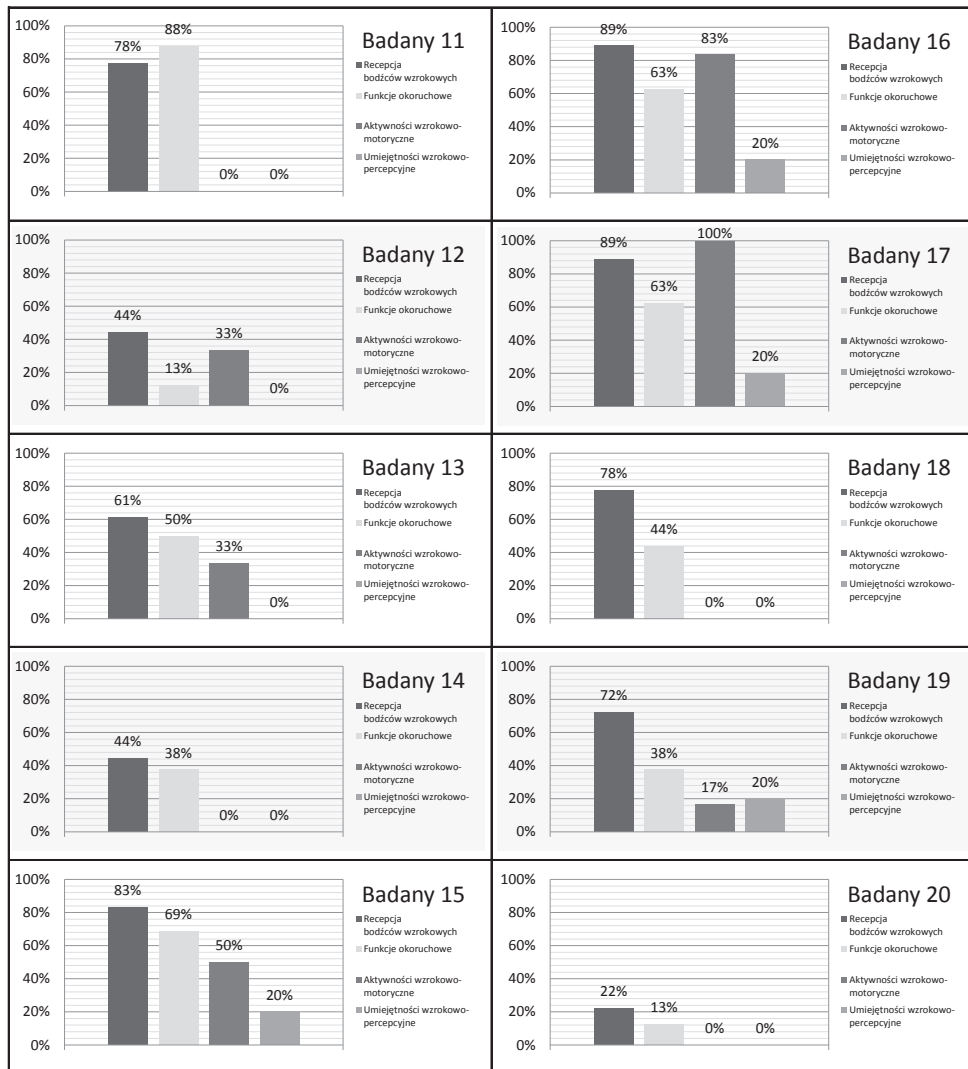 Badany 11
100%
80%
60%
40%
20%
0%
78%
88%
0%
0%
Recepcja
bodźców wzrokowych
Funkcje okoruchowe
Aktywności wzrokowo-
motoryczne
Umiejętności wzrokowo-
percepcyjne
Badany 16
100%
80%
60%
40%
20%
0%
89%
63%
83%
20%
Recepcja
bodźców wzrokowych
Funkcje okoruchowe
Aktywności wzrokowo-
motoryczne
Umiejętności wzrokowo-
percepcyjne
Badany 12
100%
80%
60%
40%
20%
0%
44%
13%
33%
0%
Recepcja
bodźców wzrokowych
Funkcje okoruchowe
Aktywności wzrokowo-
motoryczne
Umiejętności wzrokowo-
percepcyjne
Badany 17
100%
80%
60%
40%
20%
0%
89%
63%
100%
20%
Recepcja
bodźców wzrokowych
Funkcje okoruchowe
Aktywności wzrokowo-
motoryczne
Umiejętności wzrokowo-
percepcyjne
Badany 13
100%
80%
60%
40%
20%
0%
61%
50%
33%
0%
Recepcja
bodźców wzrokowych
Funkcje okoruchowe
Aktywności wzrokowo-
motoryczne
Umiejętności wzrokowo-
percepcyjne
Badany 18
100%
80%
60%
40%
20%
0%
78%
44%
0%
0%
Recepcja
bodźców wzrokowych
Funkcje okoruchowe
Aktywności wzrokowo-
motoryczne
Umiejętności wzrokowo-
percepcyjne
Badany 14
100%
80%
60%
40%
20%
0%
44%
38%
0%
0%
Recepcja
bodźców wzrokowych
Funkcje okoruchowe
Aktywności wzrokowo-
motoryczne
Umiejętności wzrokowo-
percepcyjne
Badany 19
100%
80%
60%
40%
20%
0%
72%
38%
17%
20%
Recepcja
bodźców wzrokowych
Funkcje okoruchowe
Aktywności wzrokowo-
motoryczne
Umiejętności wzrokowo-
percepcyjne
Badany 15
100%
80%
60%
40%
20%
0%
83%
69%
50%
20%
Recepcja
bodźców wzrokowych
Funkcje okoruchowe
Aktywności wzrokowo-
motoryczne
Umiejętności wzrokowo-
percepcyjne
Badany 20
100%
80%
60%
40%
20%
0%
22%
13%
0%
0%
Recepcja
bodźców wzrokowych
Funkcje okoruchowe
Aktywności wzrokowo-
motoryczne
Umiejętności wzrokowo-
percepcyjne